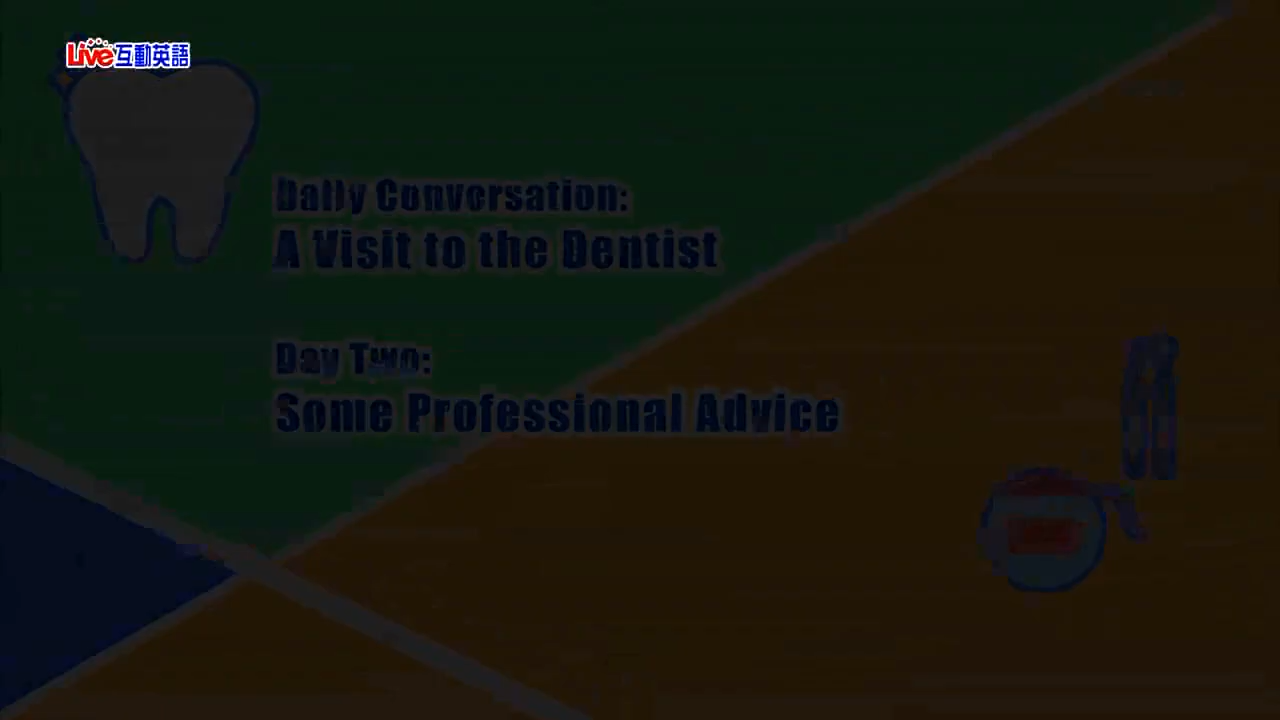 Live互動英語
Daily Conversation:
A Visit to the Dentist
Day Two:
Some Professional Advice